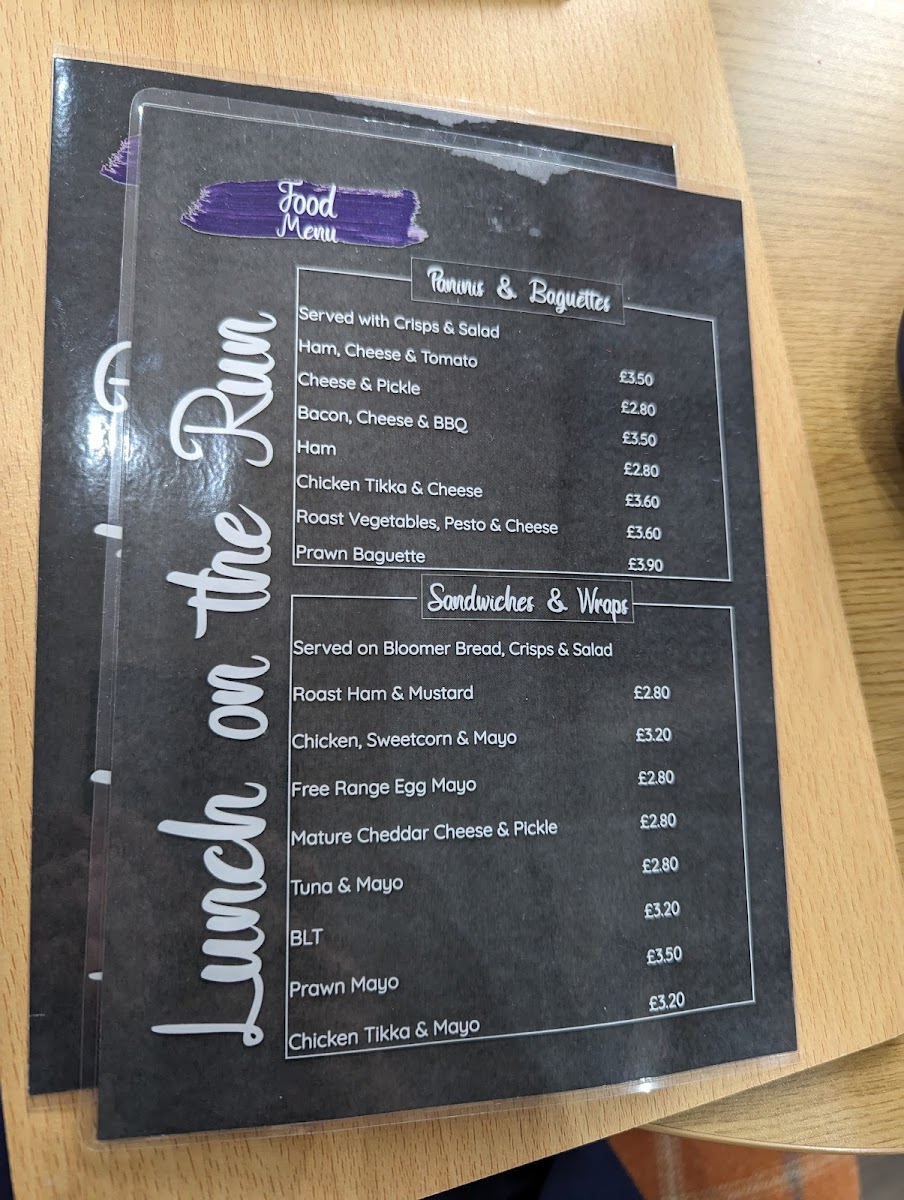 Food
Menu
Lunch on the Run
Paninis & Baguettes
Served with Crisps & Salad
Ham, Cheese & Tomato £3.50
Cheese & Pickle £2.80
Bacon, Cheese & BBQ £3.50
Ham £2.80
Chicken Tikka & Cheese £3.60
Roast Vegetables, Pesto & Cheese £3.60
Prawn Baguette £3.90
Sandwiches & Wraps
Served on Bloomer Bread, Crisps & Salad
Roast Ham & Mustard £2.80
Chicken, Sweetcorn & Mayo £3.20
Free Range Egg Mayo £2.80
Mature Cheddar Cheese & Pickle £2.80
Tuna & Mayo £2.80
BLT £3.20
Prawn Mayo £3.50
Chicken Tikka & Mayo £3.20